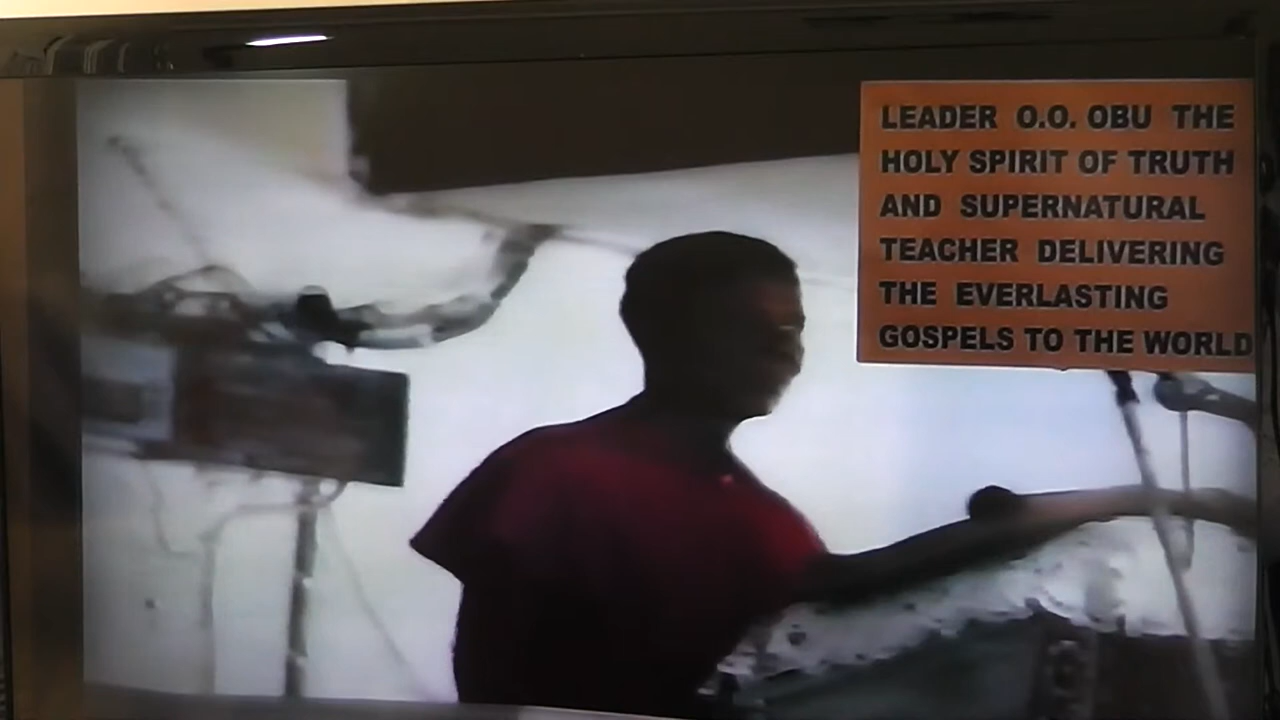 LEADER O.O. OBU THE
HOLY SPIRIT OF TRUTH
AND SUPERNATURAL
TEACHER DELIVERING
THE EVERLASTING
GOSPELS TO THE WORLD